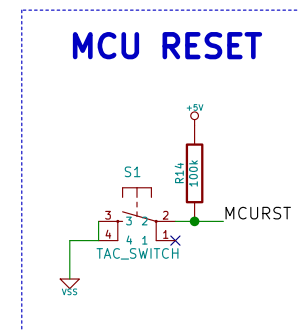 MCU RESET
+5V
R14
100k
S1
MCURST
3 3 2 2
4 4 1 1
TAC_SWITCH
VSS